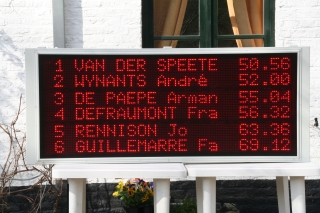 1 VAN DER SPEETE 50.56
2 WYNANTS André 52.00
3 DE PAEPE Arman 55.04
4 DEFRAUMONT Fra 56.32
5 RENNISON Jo 63.36
6 GUILLEMARRE Fa 69.12